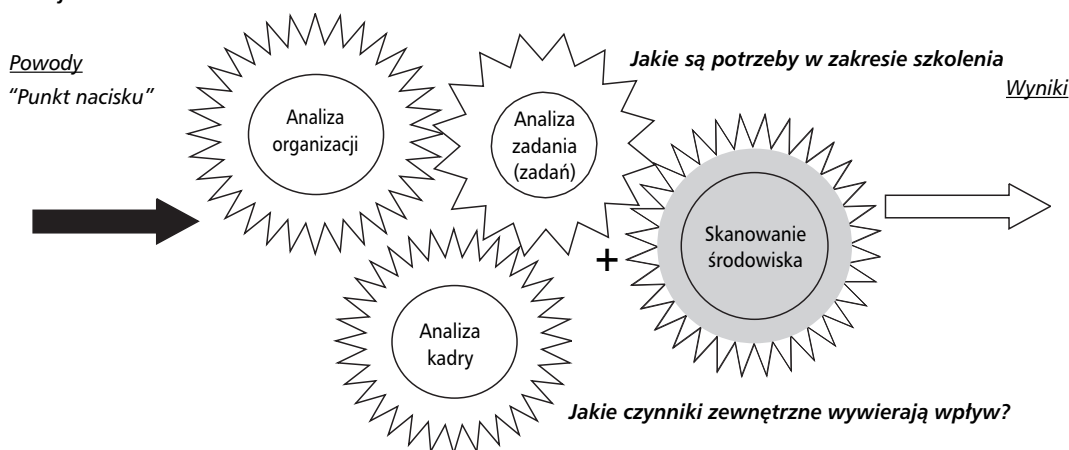 Powody
“Punkt nacisku”
Analiza
organizacji
Analiza
zadania
(zadań)
Jakie są potrzeby w zakresie szkolenia
Wyniki
+
Skanowanie
środowiska
Analiza
kadry
Jakie czynniki zewnętrzne wywierają wpływ?